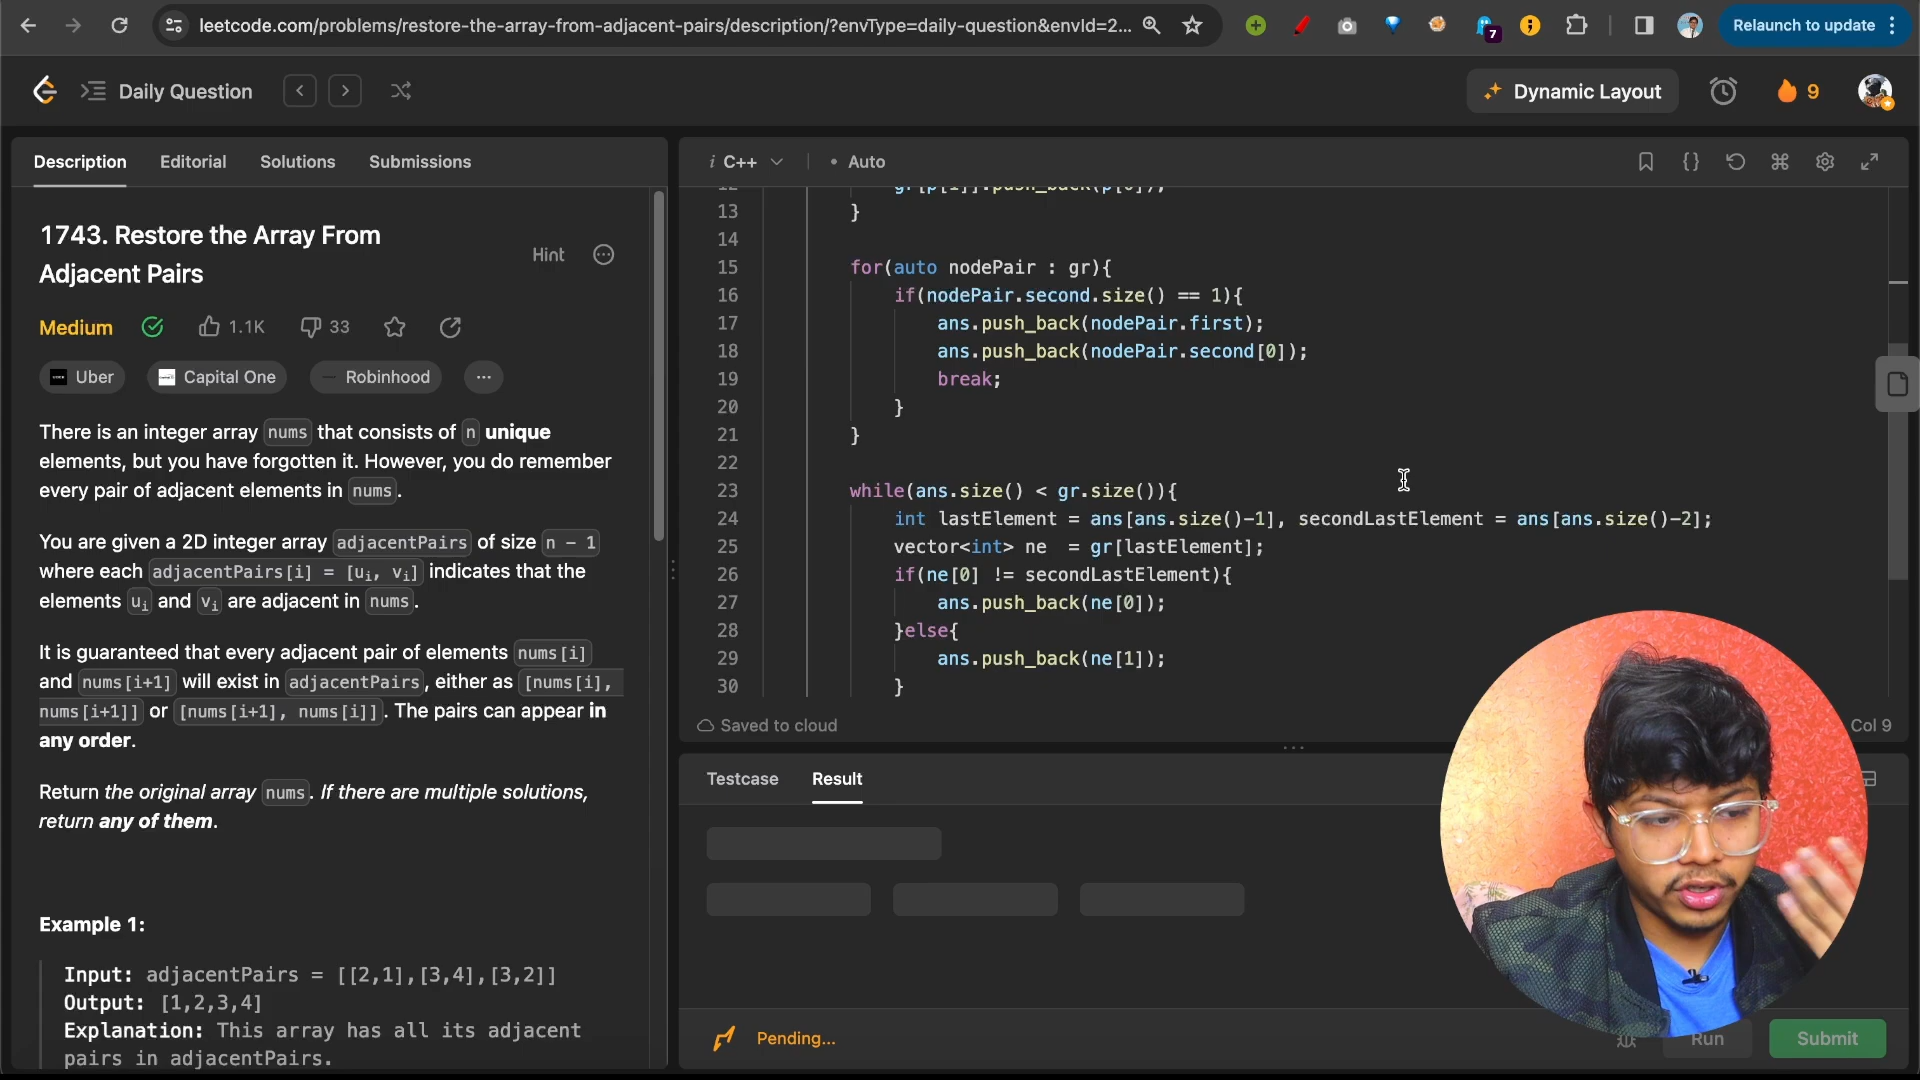 leetcode.com/problems/restore-the-array-from-adjacent-pairs/description/?envType=daily-question&envId=2...
7
Relaunch to update
Daily Question
Dynamic Layout
9
Description Editorial Solutions Submissions
1743. Restore the Array From
Adjacent Pairs
Hint
Medium 1.1K 33
Uber Capital One Robinhood ...
There is an integer array nums that consists of n unique
elements, but you have forgotten it. However, you do remember
every pair of adjacent elements in nums.
You are given a 2D integer array adjacentPairs of size n - 1
where each adjacentPairs[i] = [ui, vi] indicates that the
elements ui and vi are adjacent in nums.
It is guaranteed that every adjacent pair of elements nums[i]
and nums[i+1] will exist in adjacentPairs, either as [nums[i],
nums[i+1]] or [nums[i+1], nums[i]]. The pairs can appear in
any order.
Return the original array nums. If there are multiple solutions,
return any of them.
Example 1:
Input: adjacentPairs = [[2,1],[3,4],[3,2]]
Output: [1,2,3,4]
Explanation: This array has all its adjacent
pairs in adjacentPairs.
i C++ • Auto
12 gr[p[1]].push_back(p[0]);
13 }
14
15 for(auto nodePair : gr){
16 if(nodePair.second.size() == 1){
17 ans.push_back(nodePair.first);
18 ans.push_back(nodePair.second[0]);
19 break;
20 }
21 }
22
23 while(ans.size() < gr.size()){
24 int lastElement = ans[ans.size()-1], secondLastElement = ans[ans.size()-2];
25 vector<int> ne  = gr[lastElement];
26 if(ne[0] != secondLastElement){
27 ans.push_back(ne[0]);
28 }else{
29 ans.push_back(ne[1]);
30 }
Saved to cloud
Col 9
Testcase Result
Pending...
Run Submit